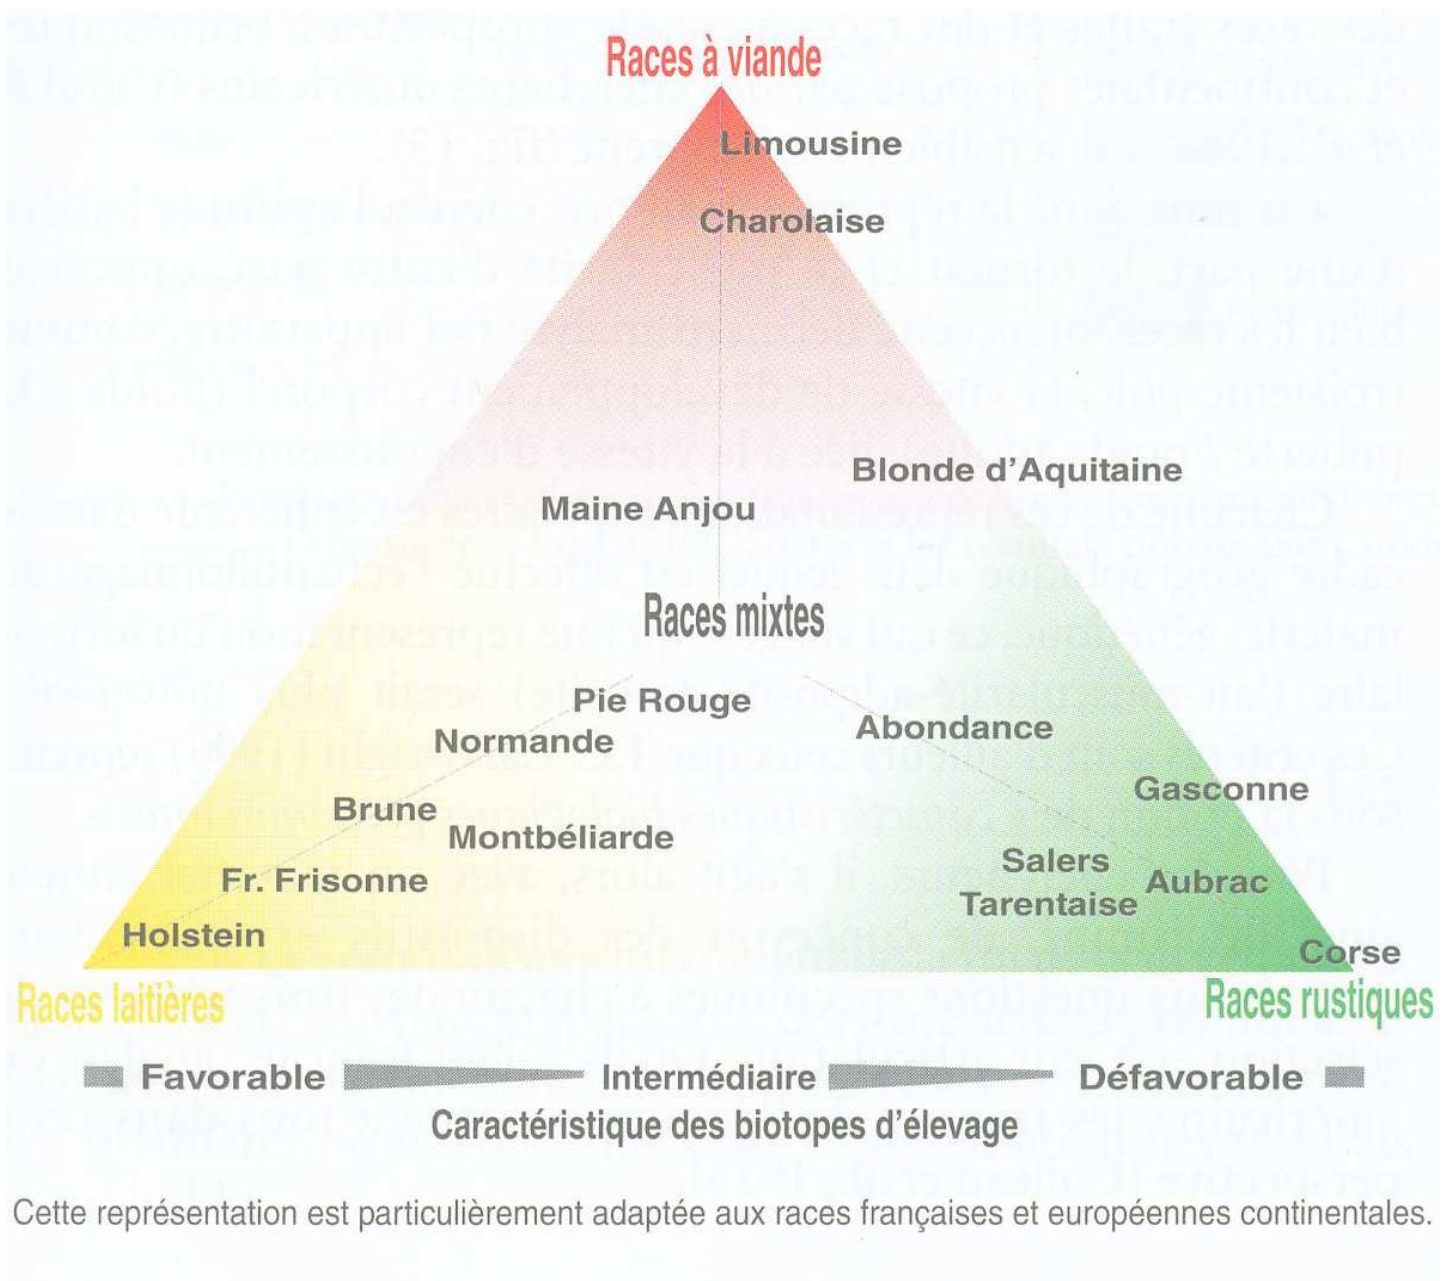 Races à viande
Limousine
Charolaise
Blonde d'Aquitaine
Maine Anjou
Races mixtes
Pie Rouge
Abondance
Normande
Gasconne
Brune
Montbéliarde
Salers
Fr. Frisonne
Aubrac
Tarentaise
Holstein
Corse
Races laitières
Races rustiques
Favorable Intermédiaire Défavorable
Caractéristique des biotopes d'élevage
Cette représentation est particulièrement adaptée aux races françaises et européennes continentales.